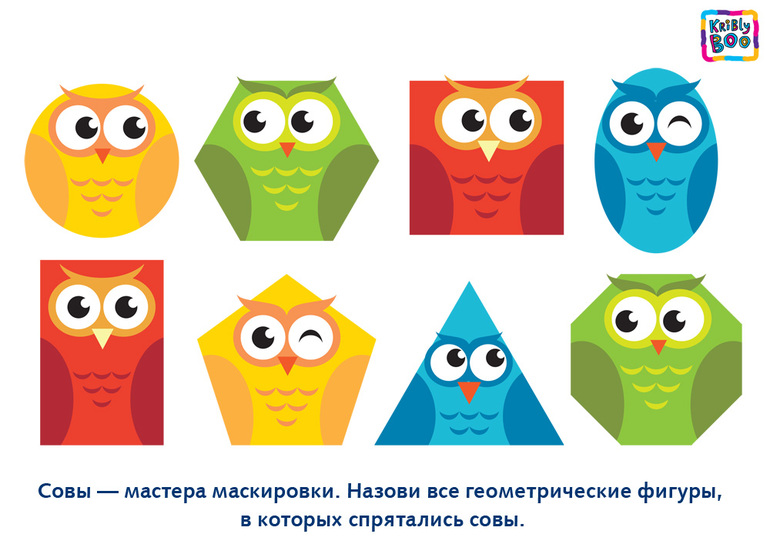 KRiBLy
BOO
Совы — мастера маскировки. Назови все геометрические фигуры,
в которых спрятались совы.